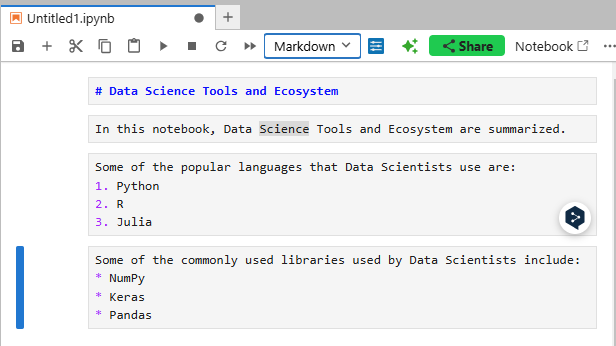 Untitled1.ipynb
Markdown
Share
Notebook
# Data Science Tools and Ecosystem
In this notebook, Data Science Tools and Ecosystem are summarized.
Some of the popular languages that Data Scientists use are:
1. Python
2. R
3. Julia
Some of the commonly used libraries used by Data Scientists include:
* NumPy
* Keras
* Pandas